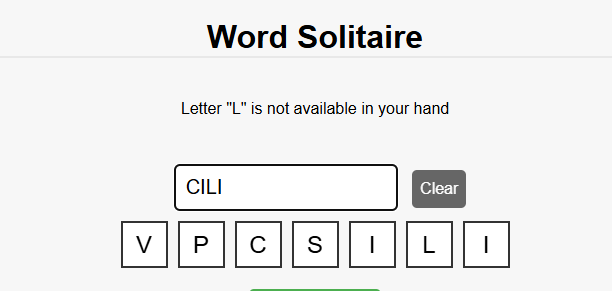 Word Solitaire
Letter "L" is not available in your hand
CILI Clear
V P C S I L I